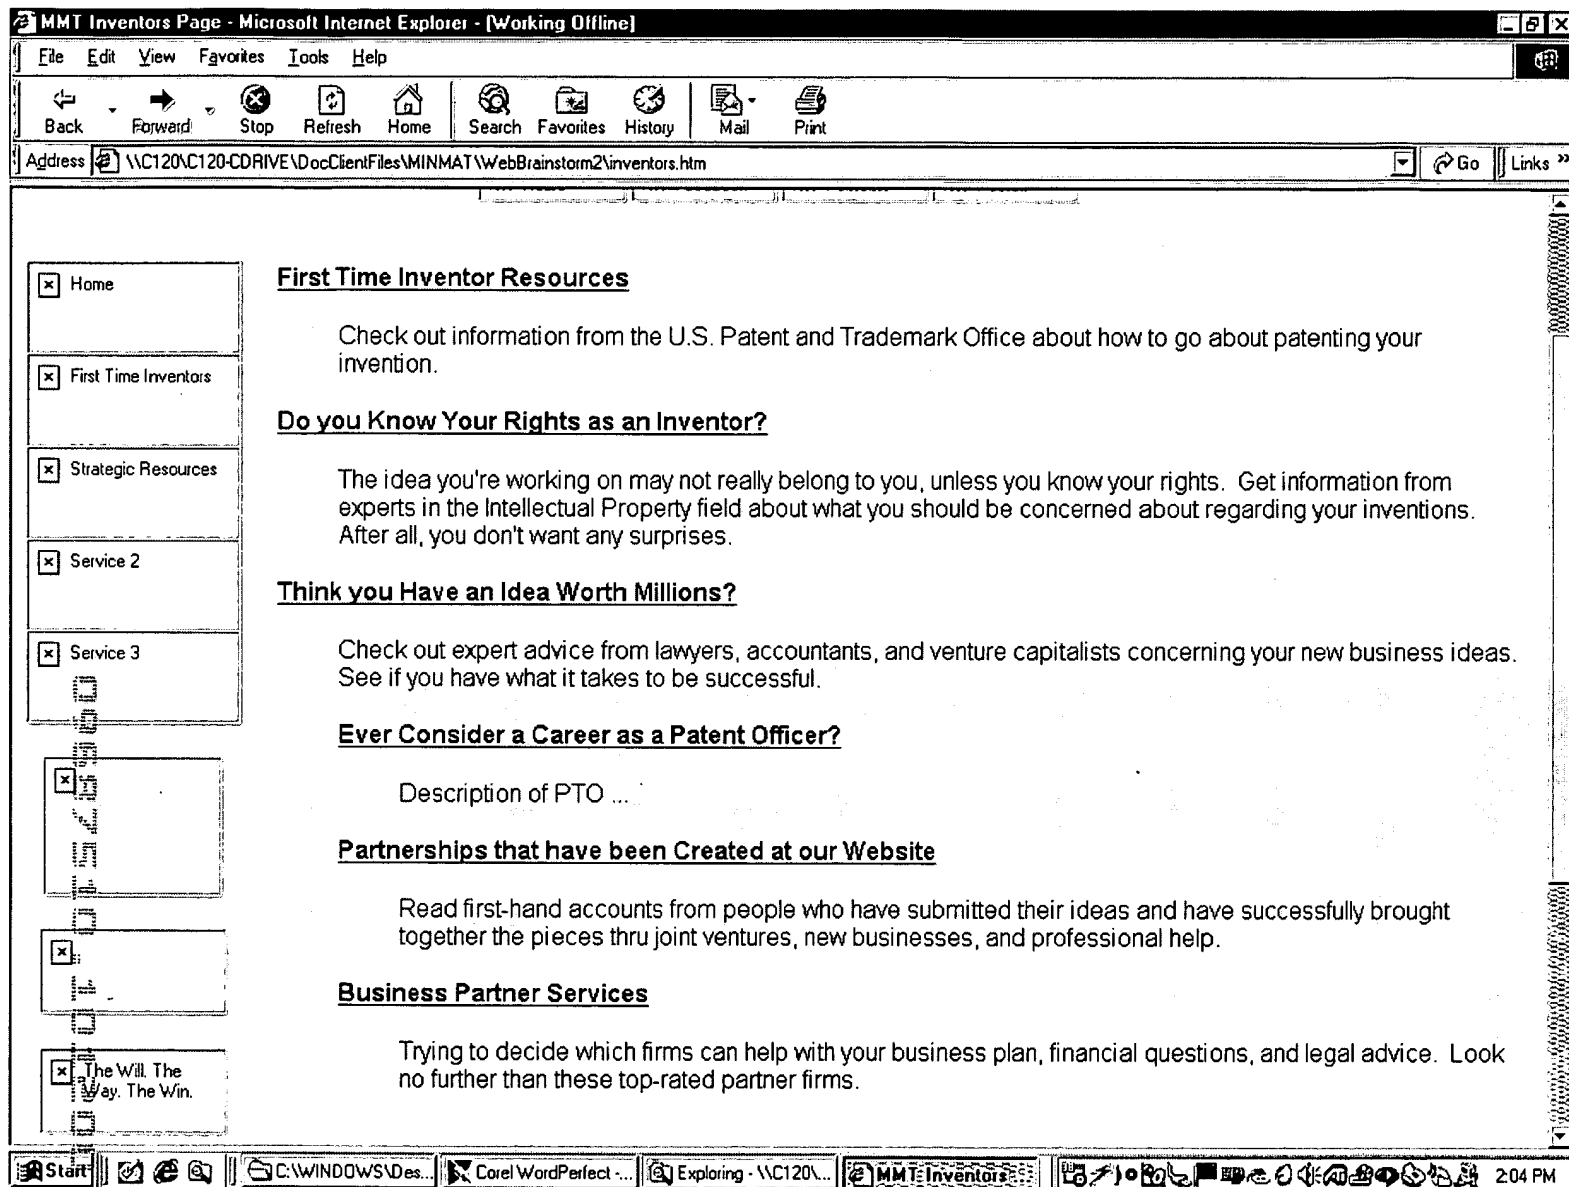 MMT Inventors Page - Microsoft Internet Explorer - [Working Offline]
File Edit View Favorites Tools Help
Back Forward Stop Refresh Home Search Favorites History Mail Print
Address \\C120\C120-CDRIVE\DocClientFiles\MINMAT\WebBrainstorm2\inventors.htm Go Links »
Home
First Time Inventors
Strategic Resources
Service 2
Service 3
The Will. The
Way. The Win.
First Time Inventor Resources
Check out information from the U.S. Patent and Trademark Office about how to go about patenting your
invention.
Do you Know Your Rights as an Inventor?
The idea you're working on may not really belong to you, unless you know your rights. Get information from
experts in the Intellectual Property field about what you should be concerned about regarding your inventions.
After all, you don't want any surprises.
Think you Have an Idea Worth Millions?
Check out expert advice from lawyers, accountants, and venture capitalists concerning your new business ideas.
See if you have what it takes to be successful.
Ever Consider a Career as a Patent Officer?
Description of PTO ...
Partnerships that have been Created at our Website
Read first-hand accounts from people who have submitted their ideas and have successfully brought
together the pieces thru joint ventures, new businesses, and professional help.
Business Partner Services
Trying to decide which firms can help with your business plan, financial questions, and legal advice. Look
no further than these top-rated partner firms.
Start C:\WINDOWS\Des... Corel WordPerfect -... Exploring - \\C120\... MMT Inventors 2:04 PM